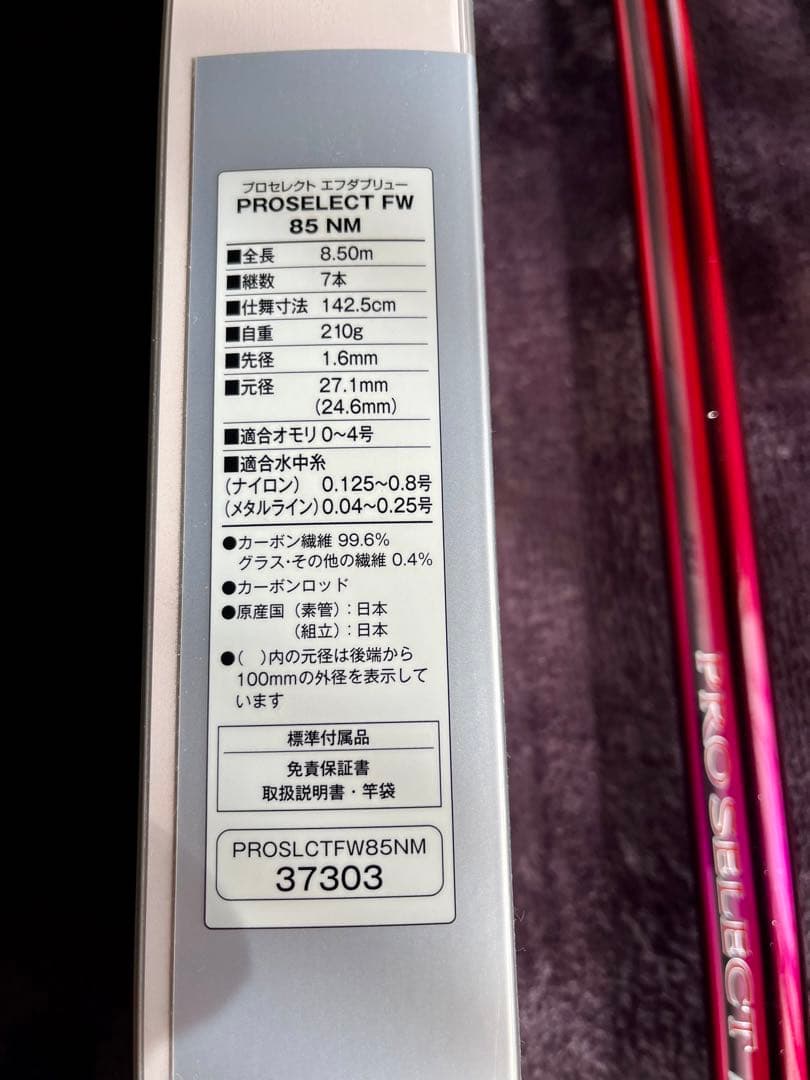 プロセレクト エフダブリュー
PROSELECT FW
85 NM
■全長 8.50m
■継数 7本
■仕舞寸法 142.5cm
■自重 210g
■先径 1.6mm
■元径 27.1mm
(24.6mm)
■適合オモリ 0~4号
■適合水中糸
(ナイロン) 0.125~0.8号
(メタルライン) 0.04~0.25号
●カーボン繊維 99.6%
グラス・その他の繊維 0.4%
●カーボンロッド
●原産国(素管):日本
(組立):日本
●( )内の元径は後端から
100mmの外径を表示して
います
標準付属品
免責保証書
取扱説明書・竿袋
PROSLCTFW85NM
37303
PRO SELECT